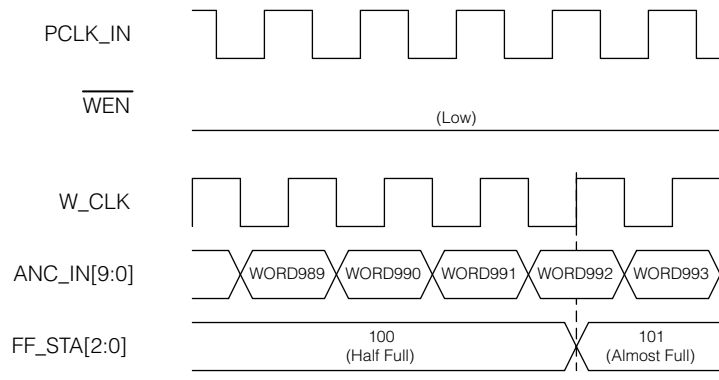 PCLK_IN
WEN
(Low)
W_CLK
ANC_IN[9:0]
WORD989 WORD990 WORD991 WORD992 WORD993
FF_STA[2:0]
100
(Half Full)
101
(Almost Full)